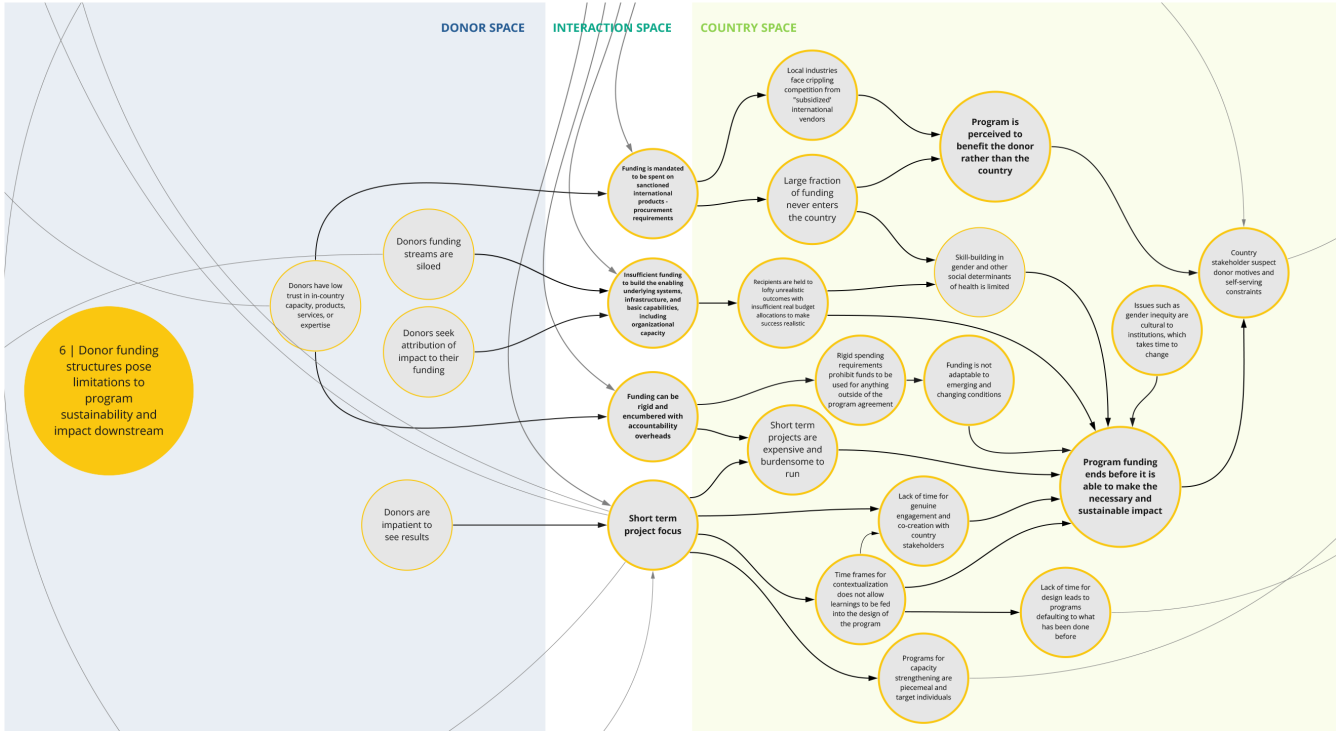 DONOR SPACE
INTERACTION SPACE
COUNTRY SPACE
6 | Donor funding
structures pose
limitations to
program
sustainability and
impact downstream
Donors have low
trust in in-country
capacity, products,
services, or
expertise
Donors funding
streams are
siloed
Donors seek
attribution of
impact to their
funding
Donors are
impatient to
see results
Funding is mandated
to be spent on
sanctioned
international
products -
procurement
requirements
Insufficient funding
to build the enabling
underlying systems,
infrastructure, and
basic capabilities,
including
organizational
capacity
Funding can be
rigid and
encumbered with
accountability
overheads
Short term
project focus
Local industries
face crippling
competition from
"subsidized'
international
vendors
Large fraction
of funding
never enters
the country
Recipients are held to
lofty unrealistic
outcomes with
insufficient real budget
allocations to make
success realistic
Rigid spending
requirements
prohibit funds to be
used for anything
outside of the
program agreement
Short term
projects are
expensive and
burdensome to
run
Lack of time for
genuine
engagement and
co-creation with
country
stakeholders
Time frames for
contextualization
does not allow
learnings to be fed
into the design of
the program
Programs for
capacity
strengthening are
piecemeal and
target individuals
Program is
perceived to
benefit the donor
rather than the
country
Skill-building in
gender and other
social determinants
of health is limited
Funding is not
adaptable to
emerging and
changing conditions
Lack of time for
design leads to
programs
defaulting to what
has been done
before
Issues such as
gender inequity are
cultural to
institutions, which
takes time to
change
Program funding
ends before it is
able to make the
necessary and
sustainable impact
Country
stakeholder suspect
donor motives and
self-serving
constraints